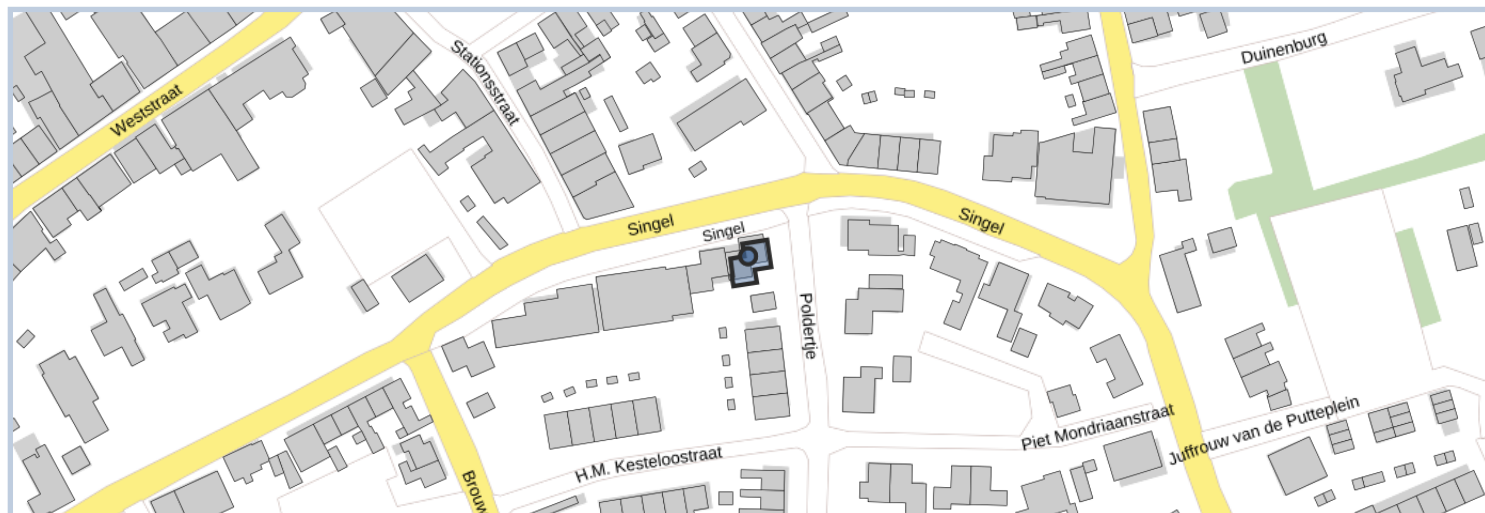 Duinenburg
Stationsstraat
Weststraat
Singel
Singel
Singel
Poldertje
Piet Mondriaanstraat
Juffrouw van de Putteplein
H.M. Kesteloostraat
Brouw